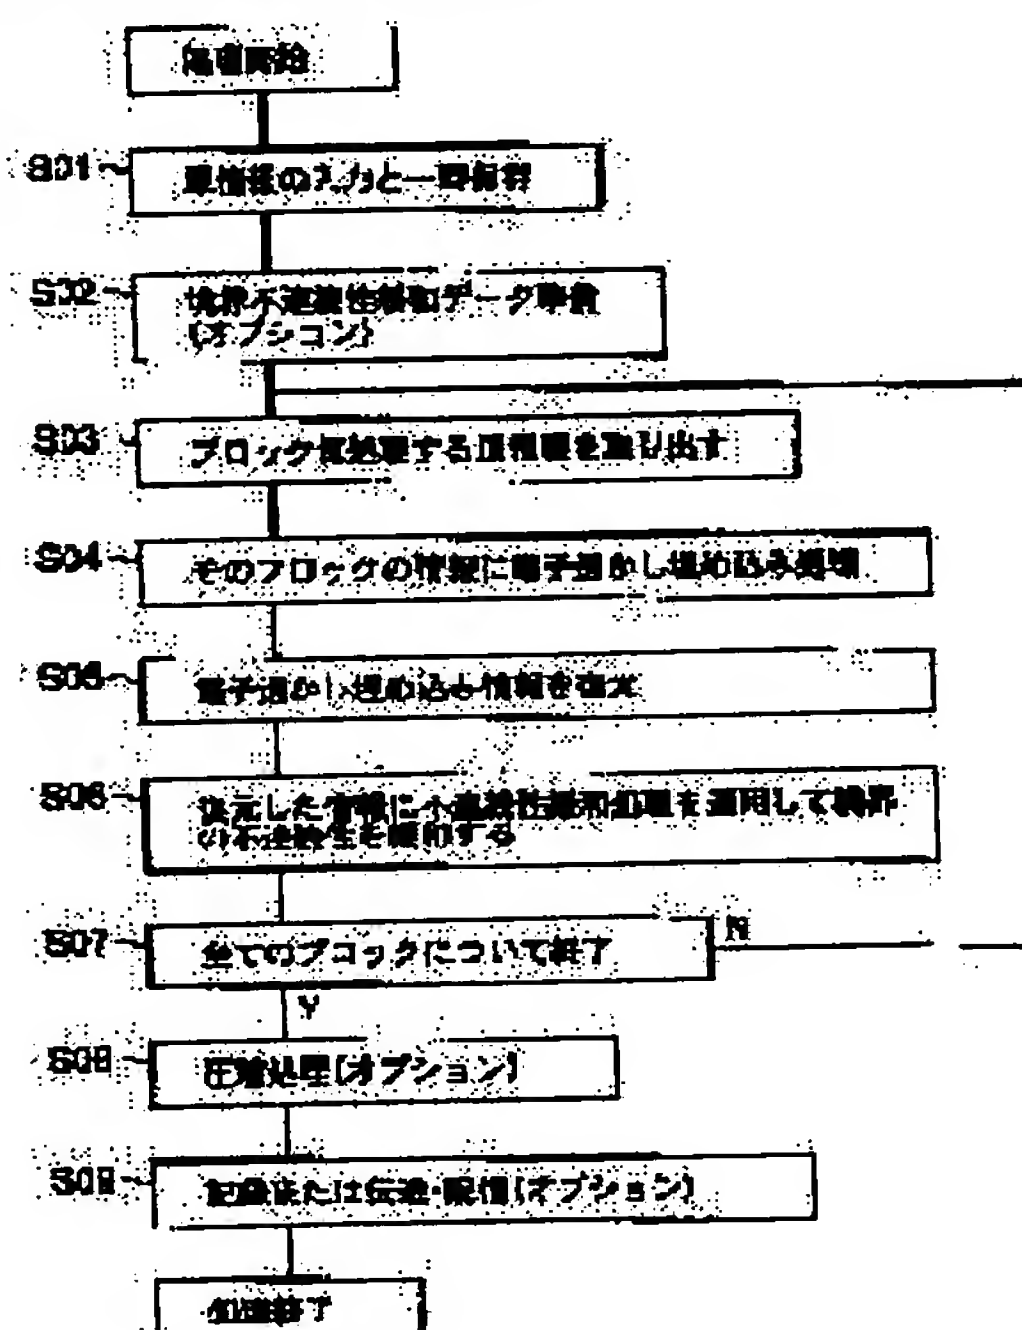 処理開始
S01
原情報の入力と一時保存
S02
境界不連続性緩和データ準備
(オプション)
S03
ブロック毎処理する原情報を取り出す
S04
そのブロックの情報に電子透かし埋め込み処理
S05
電子透かし埋め込み情報を復元
S06
復元した情報に不連続性緩和処理を適用して境界
の不連続性を緩和する
S07
全てのブロックについて終了
N
Y
S08
圧縮処理(オプション)
S09
記録または伝送・配信(オプション)
処理終了